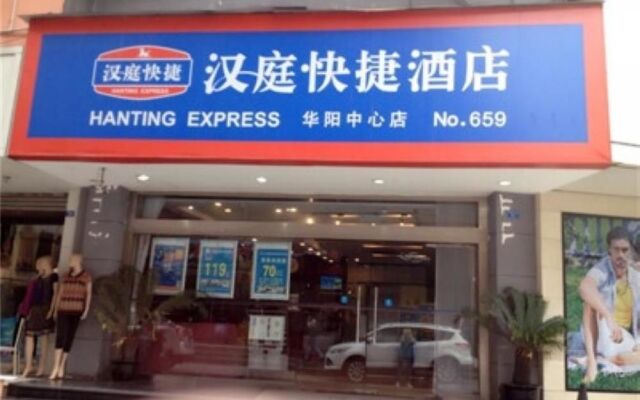 汉庭快捷
HANTING EXPRESS
汉庭快捷酒店
HANTING EXPRESS 华阳中心店 No.659
119
70